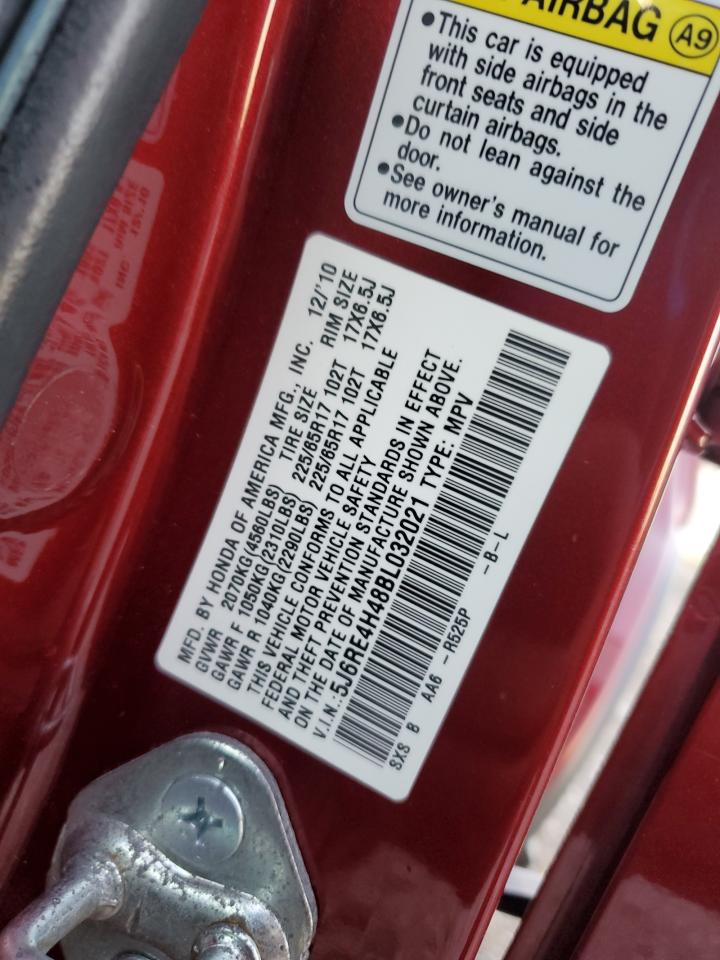 AIRBAG A9
•This car is equipped
with side airbags in the
front seats and side
curtain airbags.
•Do not lean against the
door.
•See owner's manual for
more information.
MFD. BY HONDA OF AMERICA MFG., INC. 12/'10
GVWR 2070KG(4560LBS) TIRE SIZE RIM SIZE
GAWR F 1050KG(2310LBS) 225/65R17 102T 17X6.5J
GAWR R 1040KG(2290LBS) 225/65R17 102T 17X6.5J
THIS VEHICLE CONFORMS TO ALL APPLICABLE
FEDERAL MOTOR VEHICLE SAFETY
AND THEFT PREVENTION STANDARDS IN EFFECT
ON THE DATE OF MANUFACTURE SHOWN ABOVE.
V.I.N.:5J6RE4H48BL032021 TYPE: MPV
SXS B AA6 -R525P -B-L